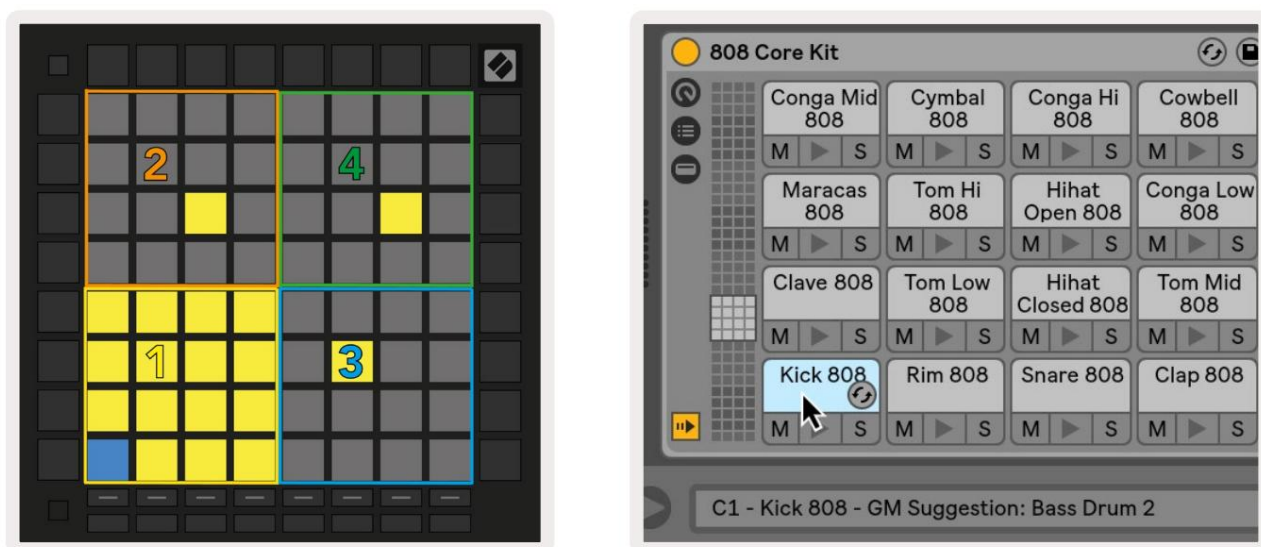 2
4
1
3
808 Core Kit
Conga Mid
808
Cymbal
808
Conga Hi
808
Cowbell
808
M S M S M S M S
Maracas
808
Tom Hi
808
Hihat
Open 808
Conga Low
808
M S M S M S M S
Clave 808
Tom Low
808
Hihat
Closed 808
Tom Mid
808
M S M S M S M S
Kick 808
Rim 808
Snare 808
Clap 808
M S M S M S M S
C1 - Kick 808 - GM Suggestion: Bass Drum 2